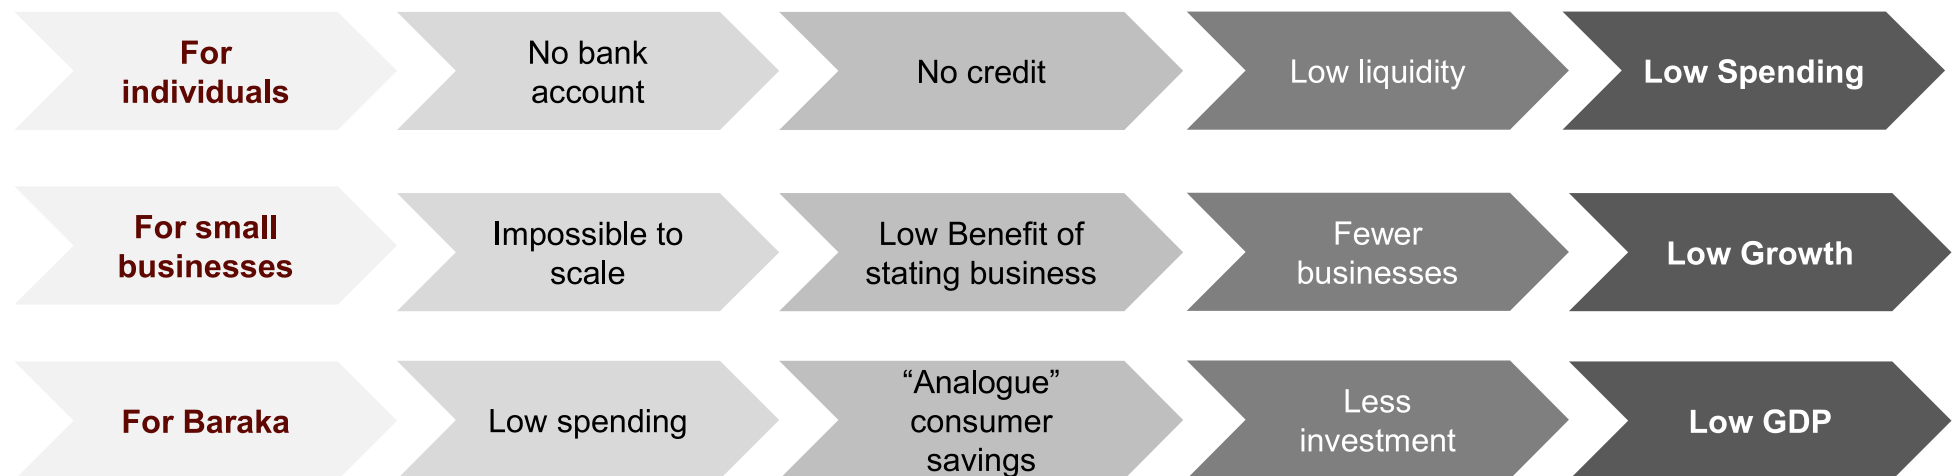 For
individuals
No bank
account
No credit
Low liquidity
Low Spending
For small
businesses
Impossible to
scale
Low Benefit of
stating business
Fewer
businesses
Low Growth
For Baraka
Low spending
“Analogue”
consumer
savings
Less
investment
Low GDP